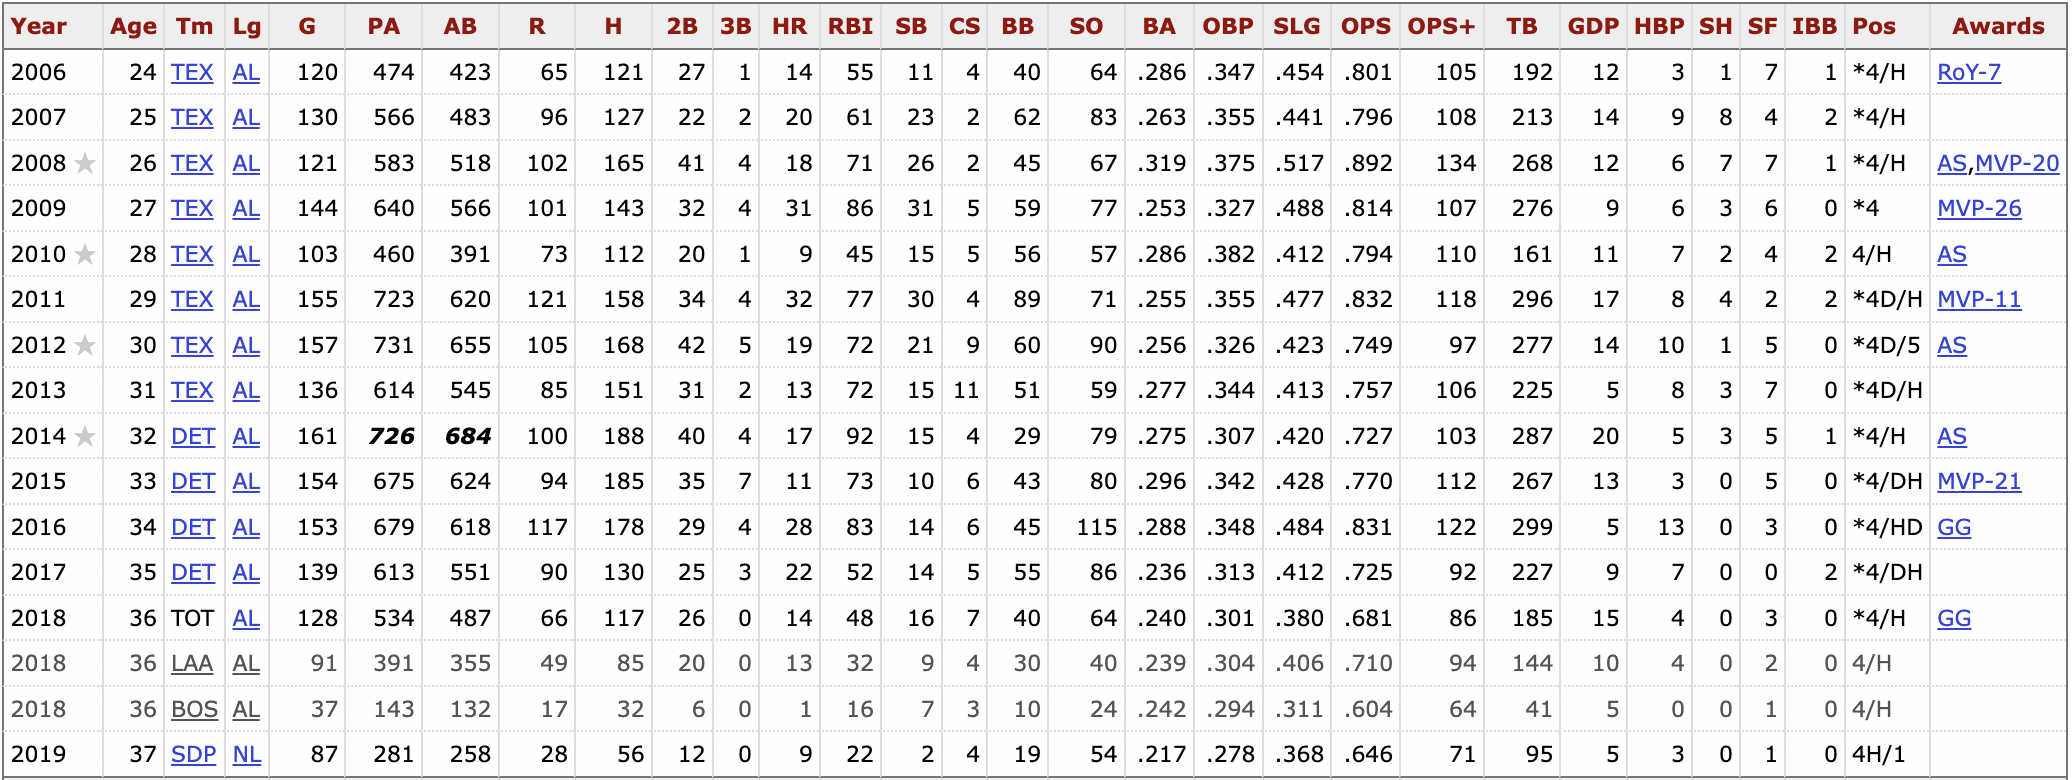 Year Age Tm Lg G PA AB R H 2B 3B HR RBI SB CS BB SO BA OBP SLG OPS OPS+ TB GDP HBP SH SF IBB Pos Awards
2006 24 TEX AL 120 474 423 65 121 27 1 14 55 11 4 40 64 .286 .347 .454 .801 105 192 12 3 1 7 1 *4/H RoY-7
2007 25 TEX AL 130 566 483 96 127 22 2 20 61 23 2 62 83 .263 .355 .441 .796 108 213 14 9 8 4 2 *4/H
2008 ★ 26 TEX AL 121 583 518 102 165 41 4 18 71 26 2 45 67 .319 .375 .517 .892 134 268 12 6 7 7 1 *4/H AS,MVP-20
2009 27 TEX AL 144 640 566 101 143 32 4 31 86 31 5 59 77 .253 .327 .488 .814 107 276 9 6 3 6 0 *4 MVP-26
2010 ★ 28 TEX AL 103 460 391 73 112 20 1 9 45 15 5 56 57 .286 .382 .412 .794 110 161 11 7 2 4 2 4/H AS
2011 29 TEX AL 155 723 620 121 158 34 4 32 77 30 4 89 71 .255 .355 .477 .832 118 296 17 8 4 2 2 *4D/H MVP-11
2012 ★ 30 TEX AL 157 731 655 105 168 42 5 19 72 21 9 60 90 .256 .326 .423 .749 97 277 14 10 1 5 0 *4D/5 AS
2013 31 TEX AL 136 614 545 85 151 31 2 13 72 15 11 51 59 .277 .344 .413 .757 106 225 5 8 3 7 0 *4D/H
2014 ★ 32 DET AL 161 726 684 100 188 40 4 17 92 15 4 29 79 .275 .307 .420 .727 103 287 20 5 3 5 1 *4/H AS
2015 33 DET AL 154 675 624 94 185 35 7 11 73 10 6 43 80 .296 .342 .428 .770 112 267 13 3 0 5 0 *4/DH MVP-21
2016 34 DET AL 153 679 618 117 178 29 4 28 83 14 6 45 115 .288 .348 .484 .831 122 299 5 13 0 3 0 *4/HD GG
2017 35 DET AL 139 613 551 90 130 25 3 22 52 14 5 55 86 .236 .313 .412 .725 92 227 9 7 0 0 2 *4/DH
2018 36 TOT AL 128 534 487 66 117 26 0 14 48 16 7 40 64 .240 .301 .380 .681 86 185 15 4 0 3 0 *4/H GG
2018 36 LAA AL 91 391 355 49 85 20 0 13 32 9 4 30 40 .239 .304 .406 .710 94 144 10 4 0 2 0 4/H
2018 36 BOS AL 37 143 132 17 32 6 0 1 16 7 3 10 24 .242 .294 .311 .604 64 41 5 0 0 1 0 4/H
2019 37 SDP NL 87 281 258 28 56 12 0 9 22 2 4 19 54 .217 .278 .368 .646 71 95 5 3 0 1 0 4H/1